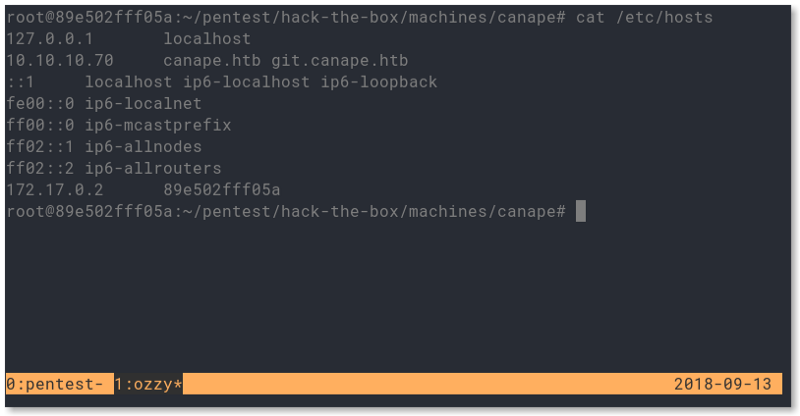 root@89e502fff05a:~/pentest/hack-the-box/machines/canape# cat /etc/hosts
127.0.0.1       localhost
10.10.10.70     canape.htb git.canape.htb
::1     localhost ip6-localhost ip6-loopback
fe00::0 ip6-localnet
ff00::0 ip6-mcastprefix
ff02::1 ip6-allnodes
ff02::2 ip6-allrouters
172.17.0.2      89e502fff05a
root@89e502fff05a:~/pentest/hack-the-box/machines/canape#
0:pentest- 1:ozzy* 2018-09-13